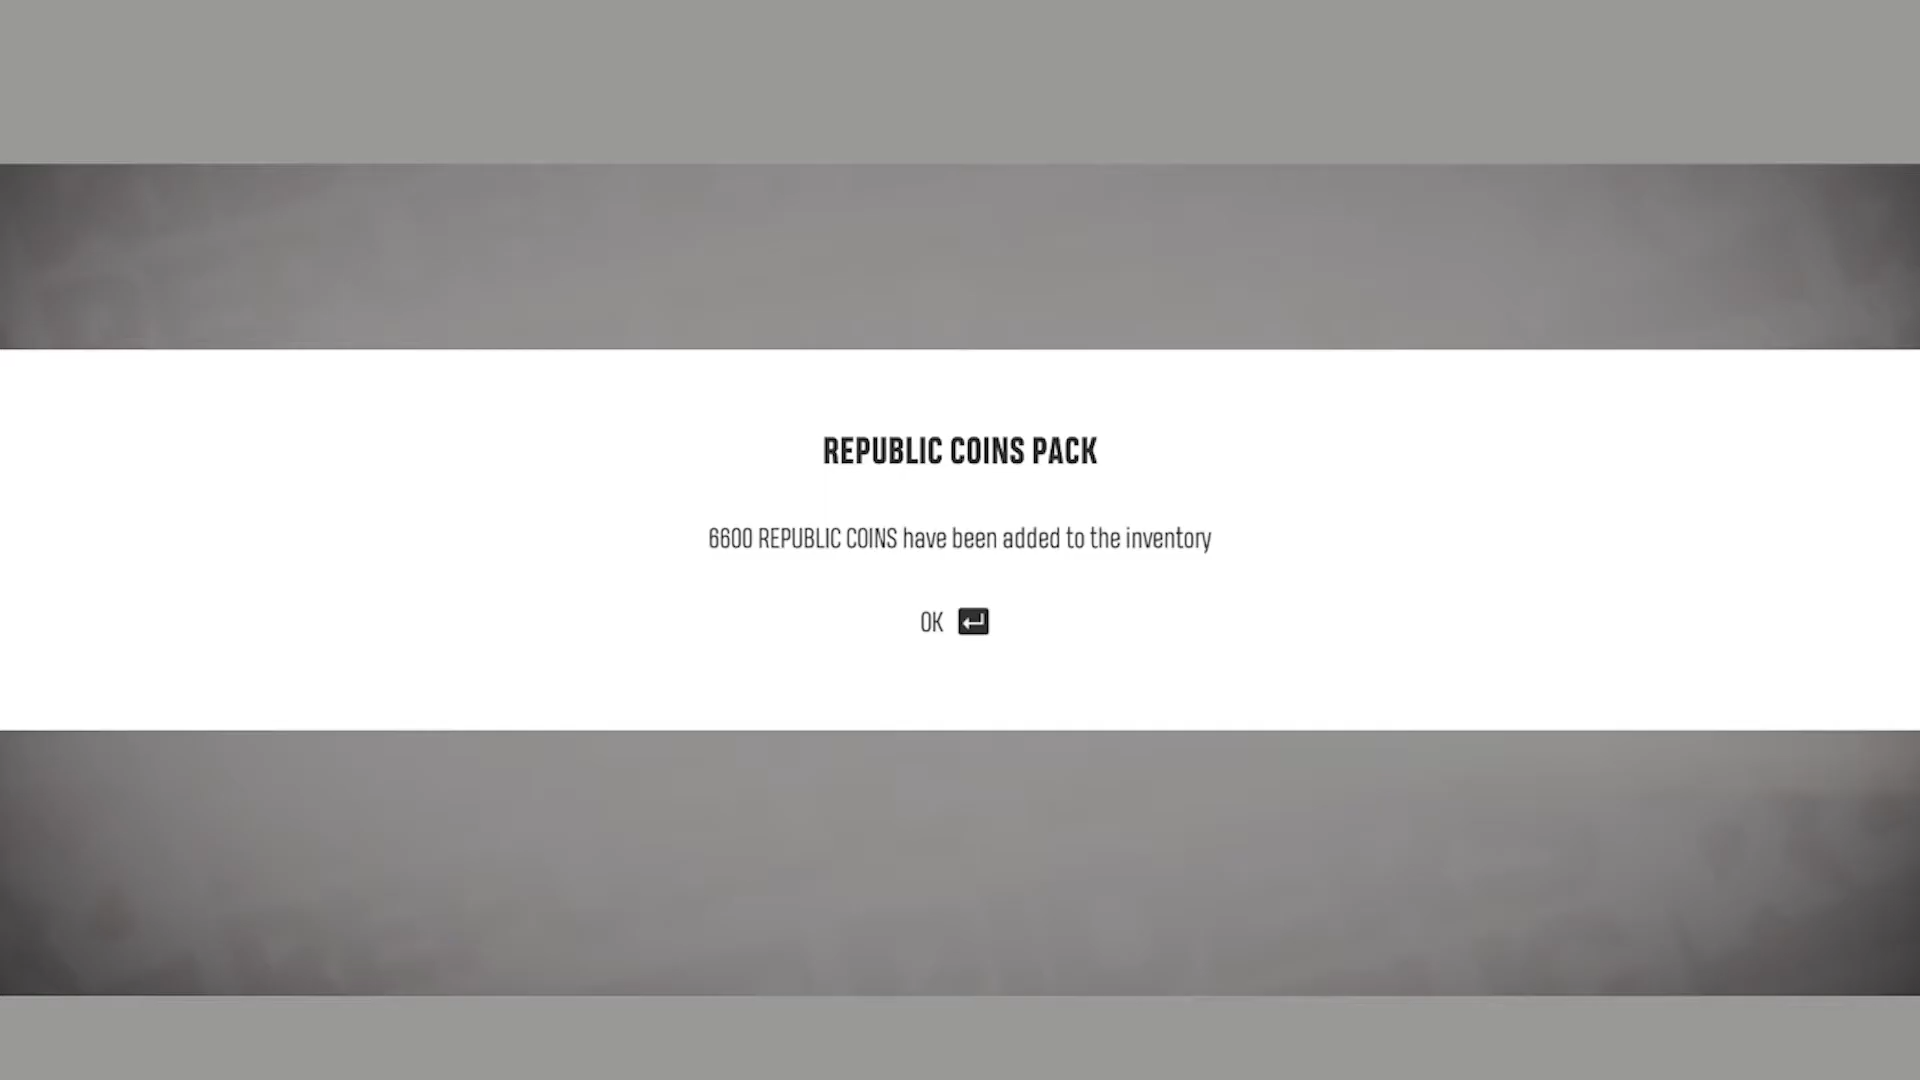 REPUBLIC COINS PACK
6600 REPUBLIC COINS have been added to the inventory
OK